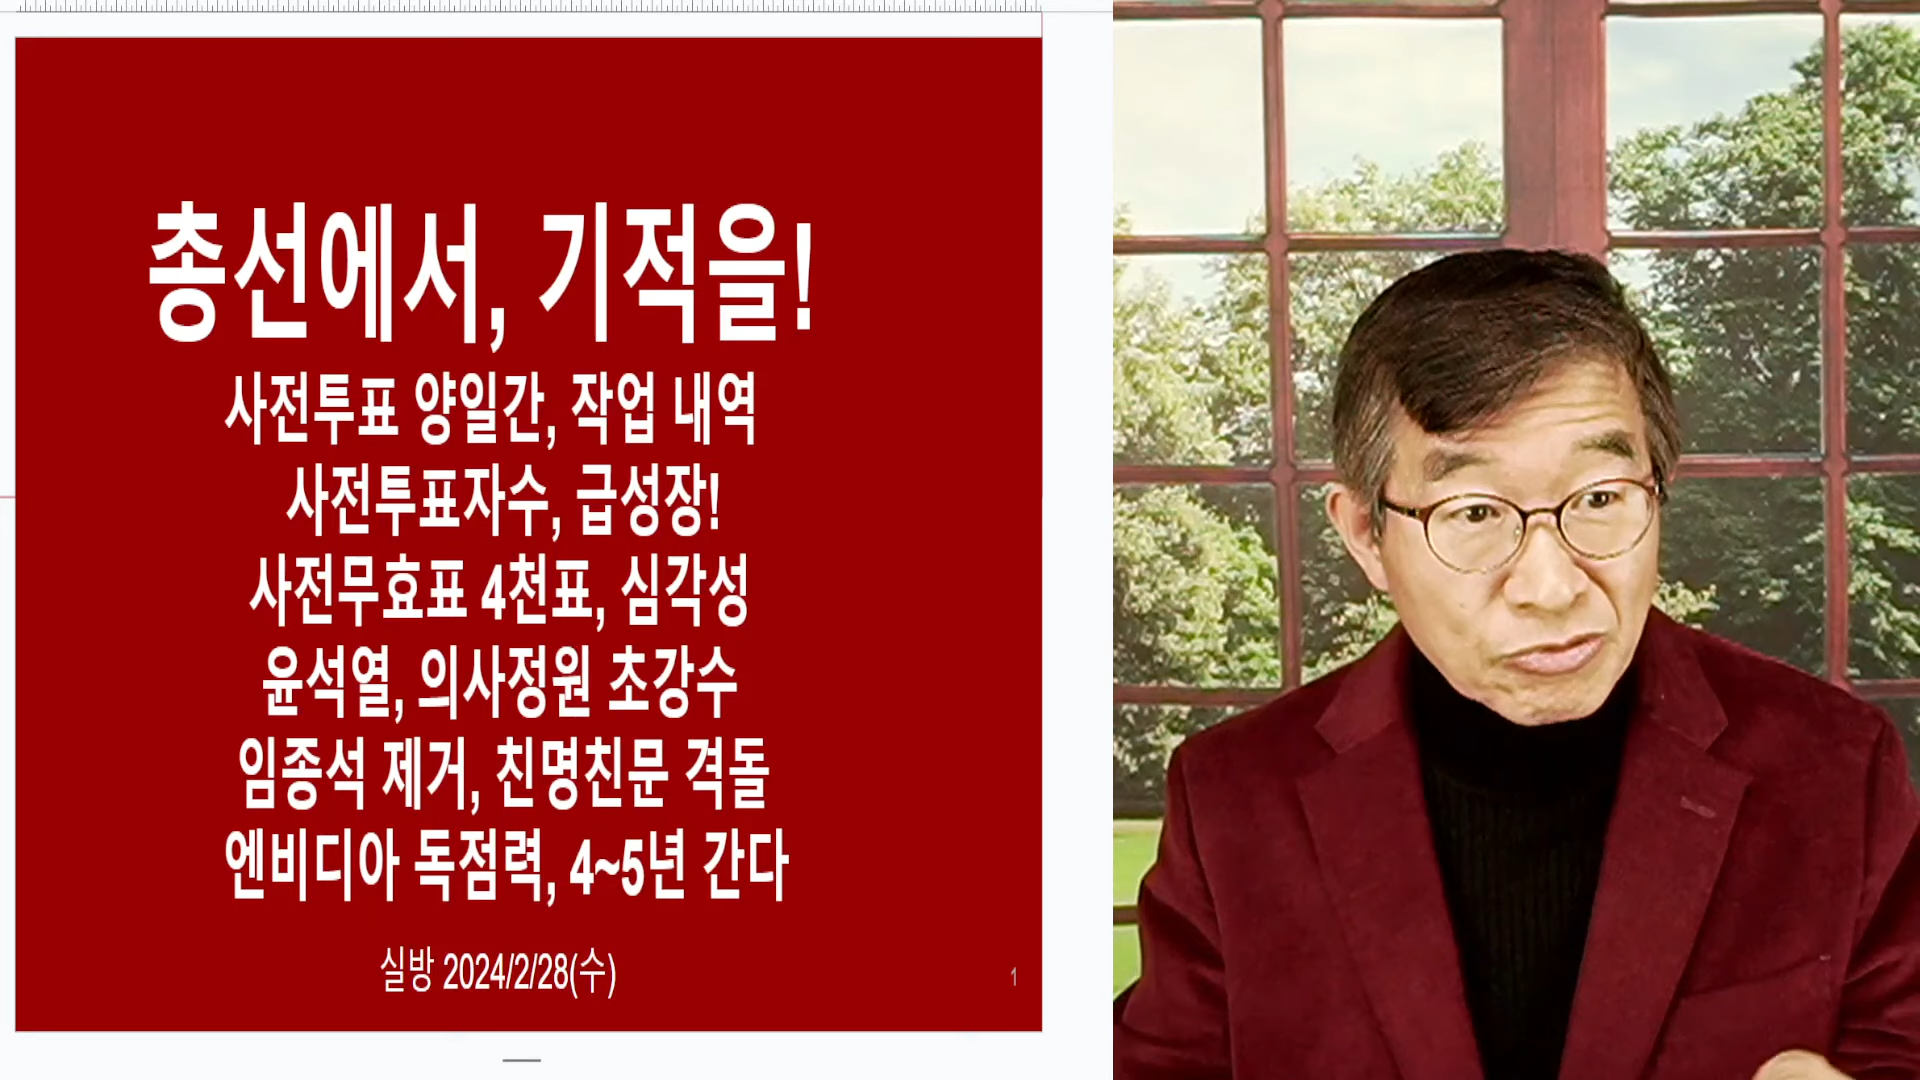 총선에서, 기적을!
사전투표 양일간, 작업 내역
사전투표자수, 급성장!
사전무효표 4천표, 심각성
윤석열, 의사정원 초강수
임종석 제거, 친명친문 격돌
엔비디아 독점력, 4~5년 간다
실방 2024/2/28(수)
1